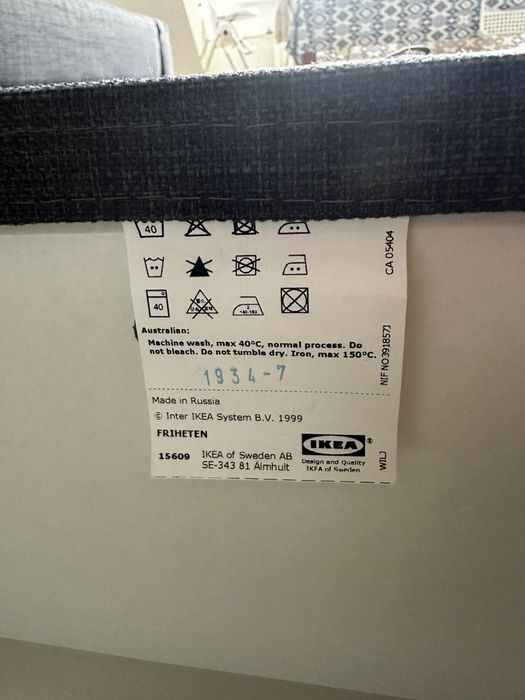 40
40
Australian:
Machine wash, max 40°C, normal process. Do
not bleach. Do not tumble dry. Iron, max 150°C.
1934-7
Made in Russia
© Inter IKEA System B.V. 1999
FRIHETEN
15609 IKEA of Sweden AB
SE-343 81 Älmhult
IKEA®
Design and Quality
IKEA of Sweden
CA 05404
NIF NO3918571
WILJ